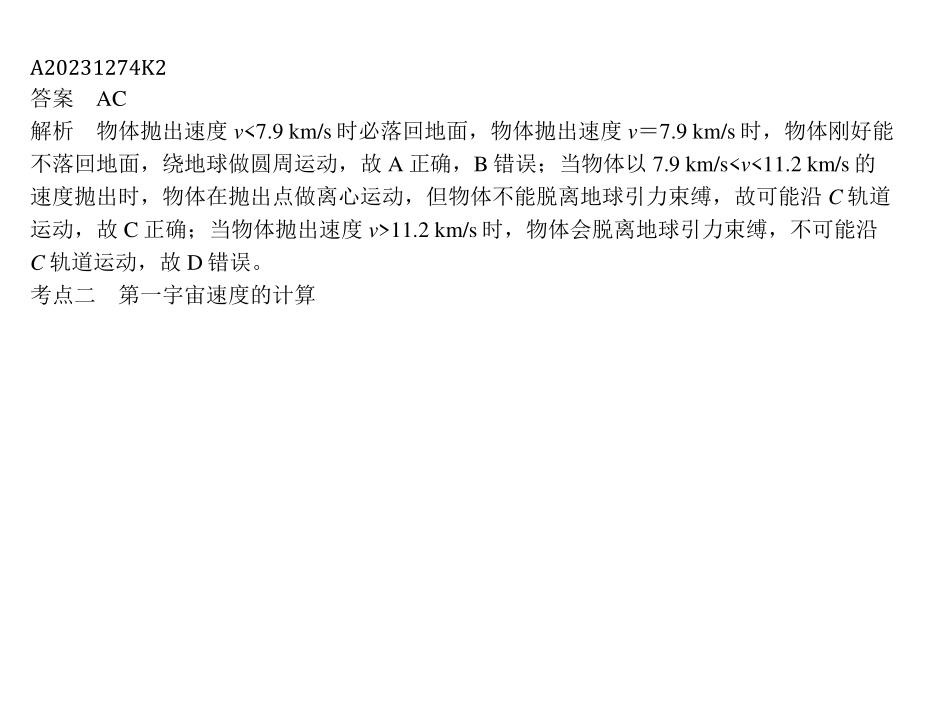 A20231274K2
答案　AC
解析　物体抛出速度 v<7.9 km/s 时必落回地面，物体抛出速度 v＝7.9 km/s 时，物体刚好能
不落回地面，绕地球做圆周运动，故 A 正确，B 错误；当物体以 7.9 km/s<v<11.2 km/s 的
速度抛出时，物体在抛出点做离心运动，但物体不能脱离地球引力束缚，故可能沿 C 轨道
运动，故 C 正确；当物体抛出速度 v>11.2 km/s 时，物体会脱离地球引力束缚，不可能沿
C 轨道运动，故 D 错误。
考点二　第一宇宙速度的计算